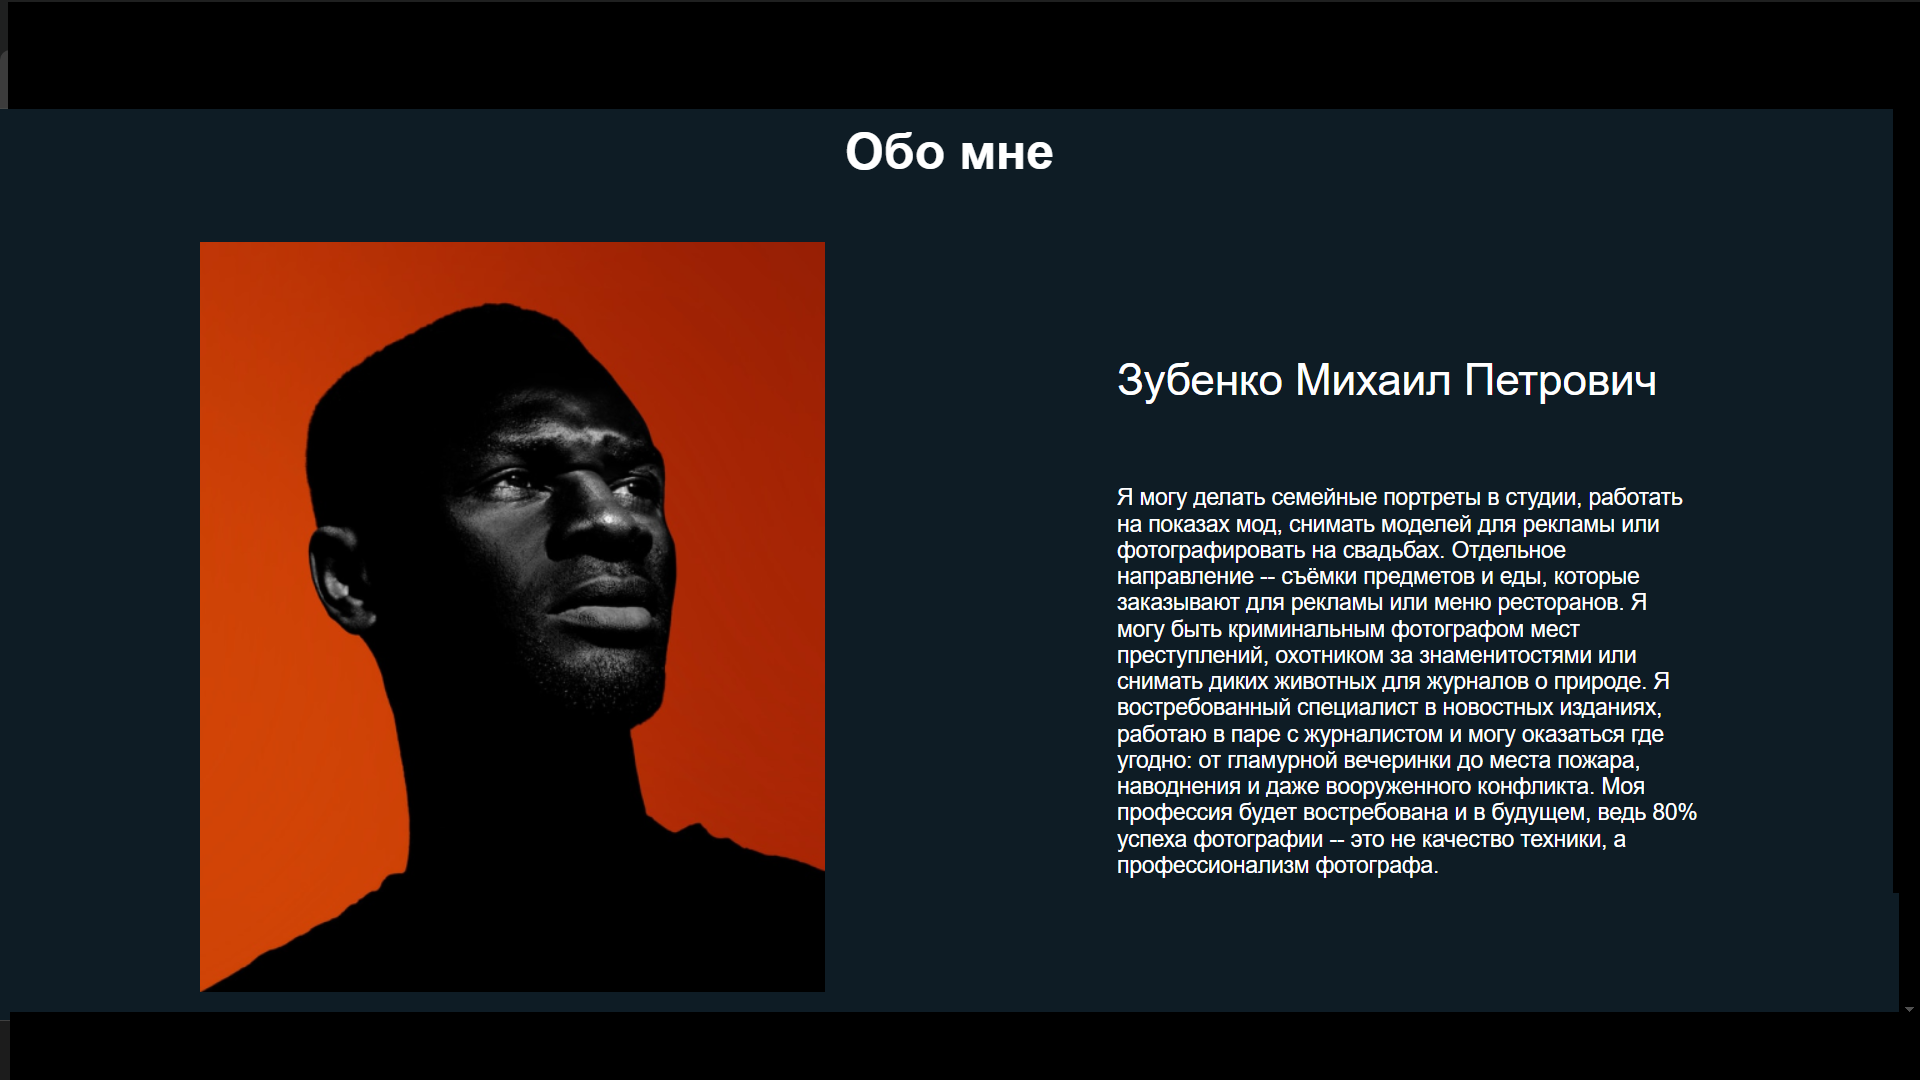 Обо мне
Зубенко Михаил Петрович
Я могу делать семейные портреты в студии, работать
на показах мод, снимать моделей для рекламы или
фотографировать на свадьбах. Отдельное
направление -- съёмки предметов и еды, которые
заказывают для рекламы или меню ресторанов. Я
могу быть криминальным фотографом мест
преступлений, охотником за знаменитостями или
снимать диких животных для журналов о природе. Я
востребованный специалист в новостных изданиях,
работаю в паре с журналистом и могу оказаться где
угодно: от гламурной вечеринки до места пожара,
наводнения и даже вооруженного конфликта. Моя
профессия будет востребована и в будущем, ведь 80%
успеха фотографии -- это не качество техники, а
профессионализм фотографа.